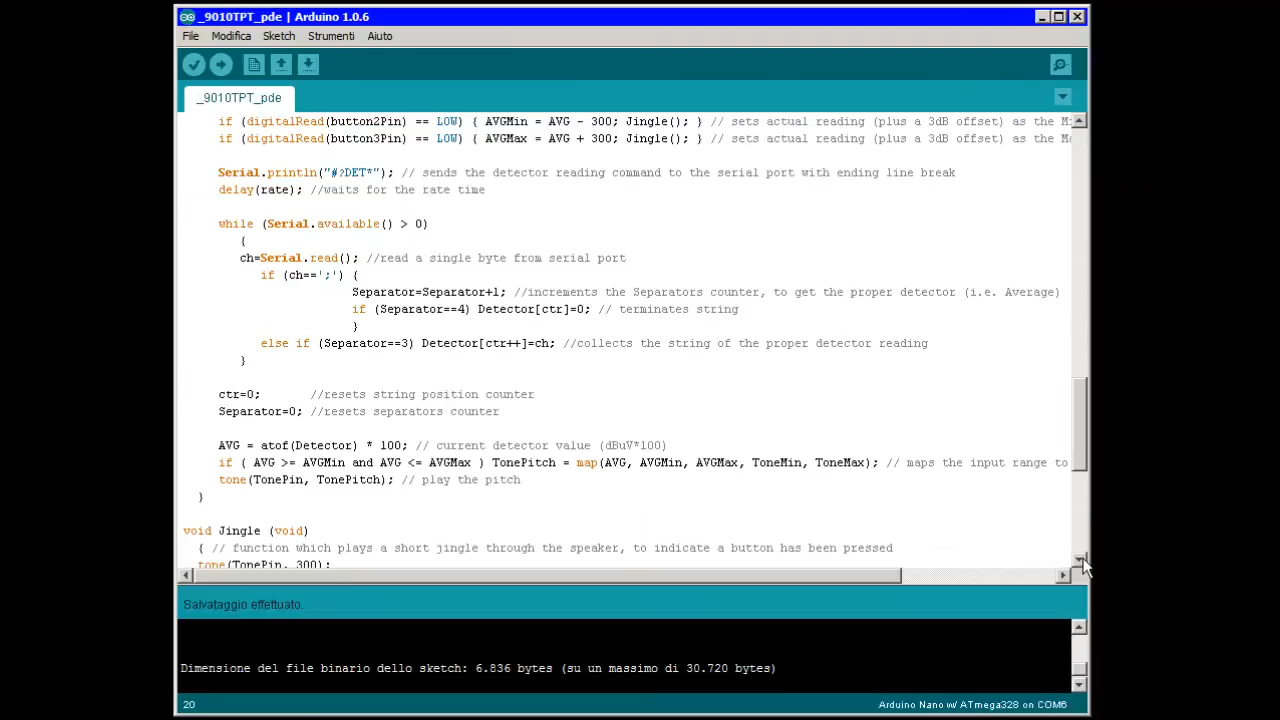 _9010TPT_pde | Arduino 1.0.6
File Modifica Sketch Strumenti Aiuto
_9010TPT_pde
if (digitalRead(button2Pin) == LOW) { AVGMin = AVG - 300; Jingle(); } // sets actual reading (plus a 3dB offset) as the Mi
if (digitalRead(button3Pin) == LOW) { AVGMax = AVG + 300; Jingle(); } // sets actual reading (plus a 3dB offset) as the Ma
Serial.println("#?DET*"); // sends the detector reading command to the serial port with ending line break
delay(rate); //waits for the rate time
while (Serial.available() > 0)
{
ch=Serial.read(); //read a single byte from serial port
if (ch==';') {
Separator=Separator+1; //increments the Separators counter, to get the proper detector (i.e. Average)
if (Separator==4) Detector[ctr]=0; // terminates string
}
else if (Separator==3) Detector[ctr++]=ch; //collects the string of the proper detector reading
}
ctr=0; //resets string position counter
Separator=0; //resets separators counter
AVG = atof(Detector) * 100; // current detector value (dBuV*100)
if ( AVG >= AVGMin and AVG <= AVGMax ) TonePitch = map(AVG, AVGMin, AVGMax, ToneMin, ToneMax); // maps the input range to
tone(TonePin, TonePitch); // play the pitch
}
void Jingle (void)
{ // function which plays a short jingle through the speaker, to indicate a button has been pressed
tone(TonePin, 300);
Salvataggio effettuato.
Dimensione del file binario dello sketch: 6.836 bytes (su un massimo di 30.720 bytes)
20
Arduino Nano w/ ATmega328 on COM6